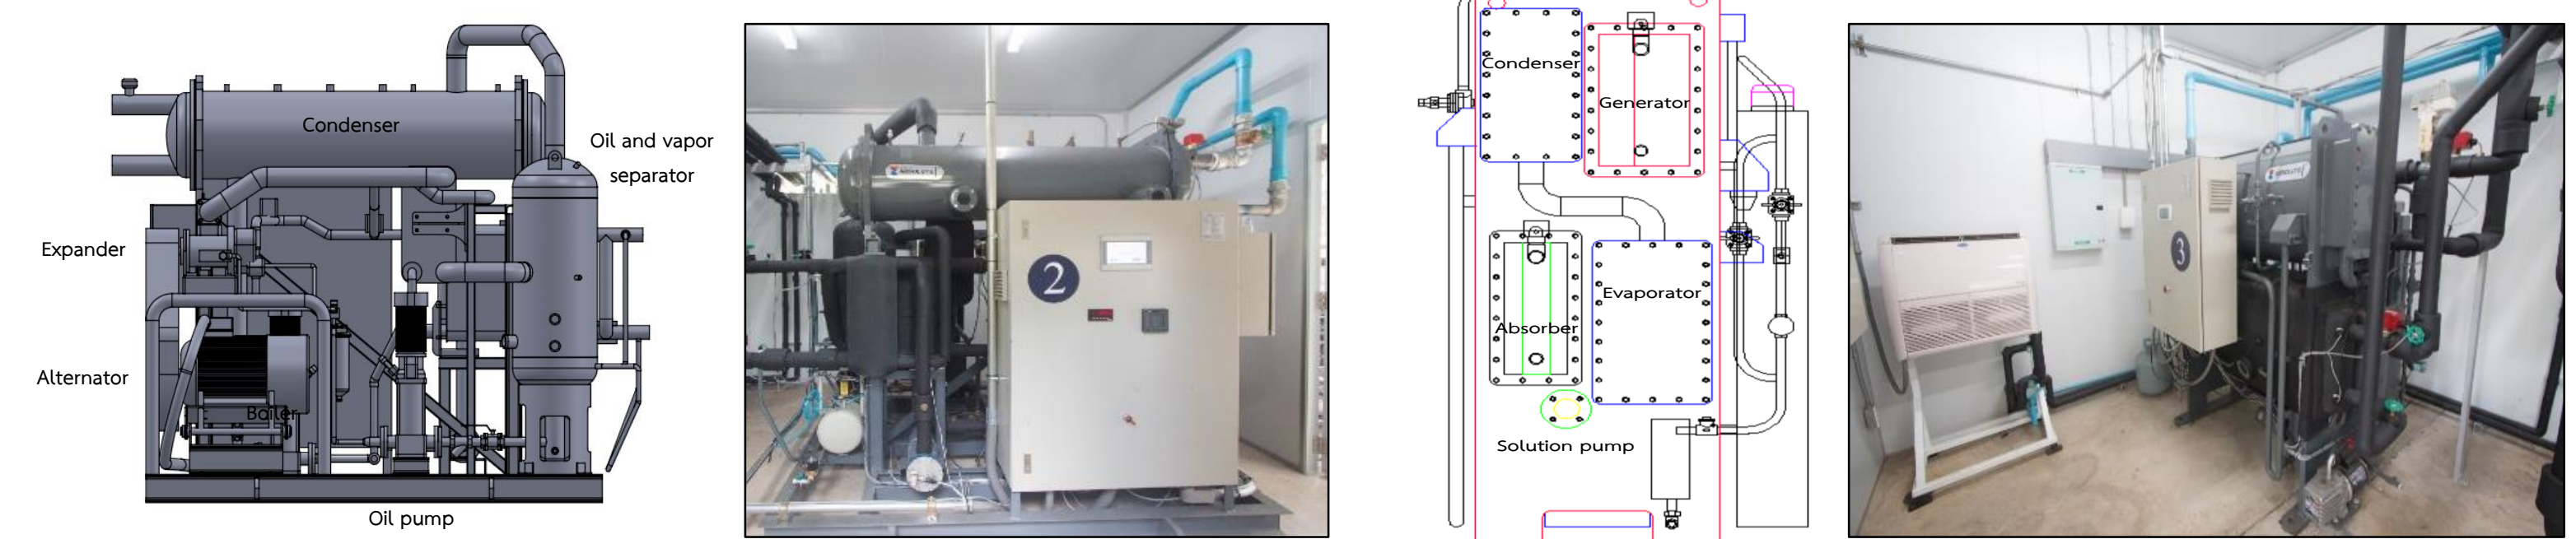 Condenser
Oil and vapor
separator
Expander
Alternator
Boiler
Oil pump
2
Condenser
Generator
Evaporator
Absorber
Solution pump
3